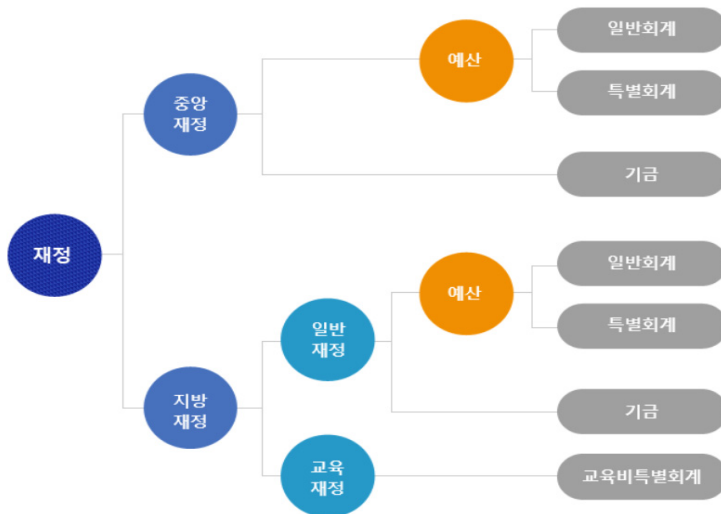 일반회계
예산
특별회계
중앙
재정
기금
재정
일반회계
예산
특별회계
일반
재정
지방
재정
기금
교육
재정
교육비특별회계